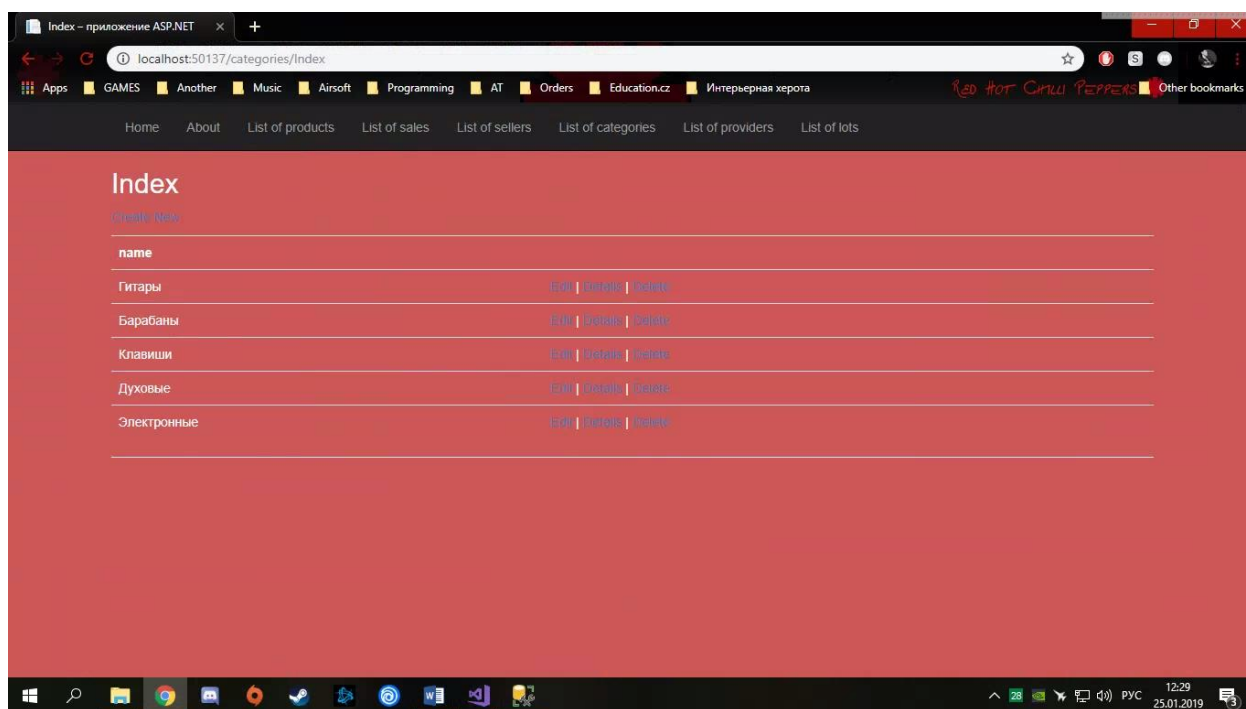 Index – приложение ASP.NET
localhost:50137/categories/Index
S
Apps GAMES Another Music Airsoft Programming AT Orders Education.cz Интерьерная херота RED HOT CHILLI PEPPERS Other bookmarks
Home About List of products List of sales List of sellers List of categories List of providers List of lots
Index
Create New
name
Гитары Edit | Details | Delete
Барабаны Edit | Details | Delete
Клавиши Edit | Details | Delete
Духовые Edit | Details | Delete
Электронные Edit | Details | Delete
28 РУС 12:29
25.01.2019 3